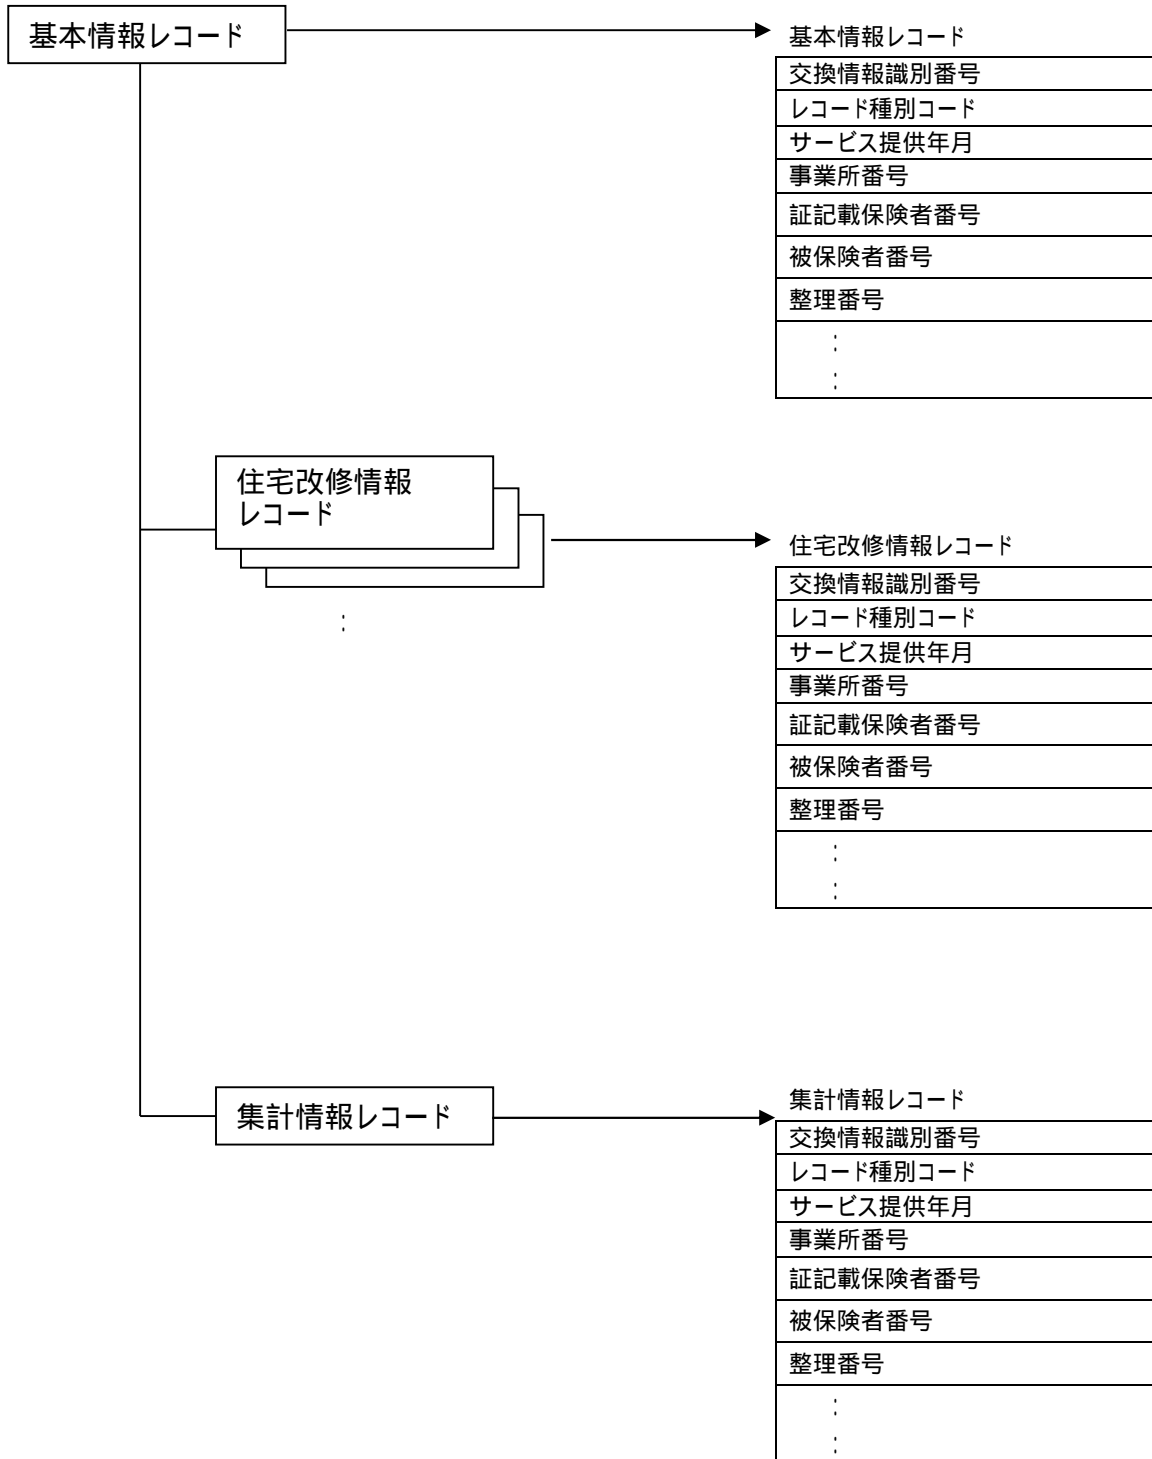 基本情報レコード
基本情報レコード
交換情報識別番号
レコード種別コード
サービス提供年月
事業所番号
証記載保険者番号
被保険者番号
整理番号
:
:
住宅改修情報
レコード
:
住宅改修情報レコード
交換情報識別番号
レコード種別コード
サービス提供年月
事業所番号
証記載保険者番号
被保険者番号
整理番号
:
:
集計情報レコード
集計情報レコード
交換情報識別番号
レコード種別コード
サービス提供年月
事業所番号
証記載保険者番号
被保険者番号
整理番号
:
: